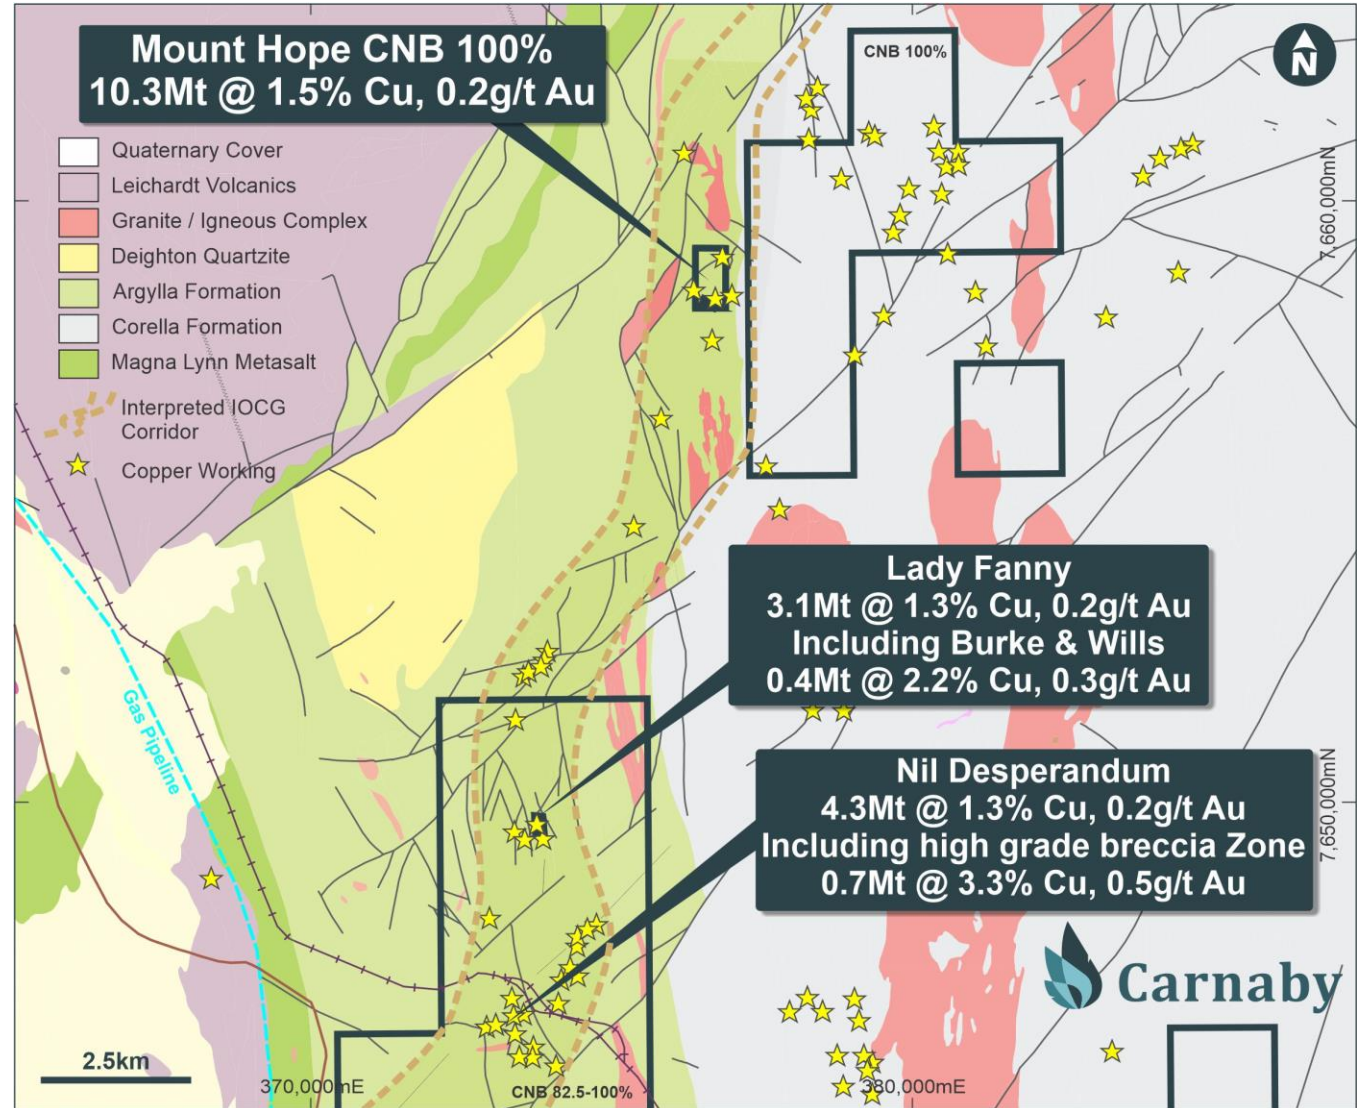 Mount Hope CNB 100%
10.3Mt @ 1.5% Cu, 0.2g/t Au
CNB 100%
N
Quaternary Cover
Leichardt Volcanics
Granite / Igneous Complex
Deighton Quartzite
Argylla Formation
Corella Formation
Magna Lynn Metasalt
Interpreted IOCG
Corridor
Copper Working
7,660,000mN
Lady Fanny
3.1Mt @ 1.3% Cu, 0.2g/t Au
Including Burke & Wills
0.4Mt @ 2.2% Cu, 0.3g/t Au
Gas Pipeline
Nil Desperandum
4.3Mt @ 1.3% Cu, 0.2g/t Au
Including high grade breccia Zone
0.7Mt @ 3.3% Cu, 0.5g/t Au
7,650,000mN
Carnaby
2.5km
370,000mE
CNB 82.5-100%
380,000mE